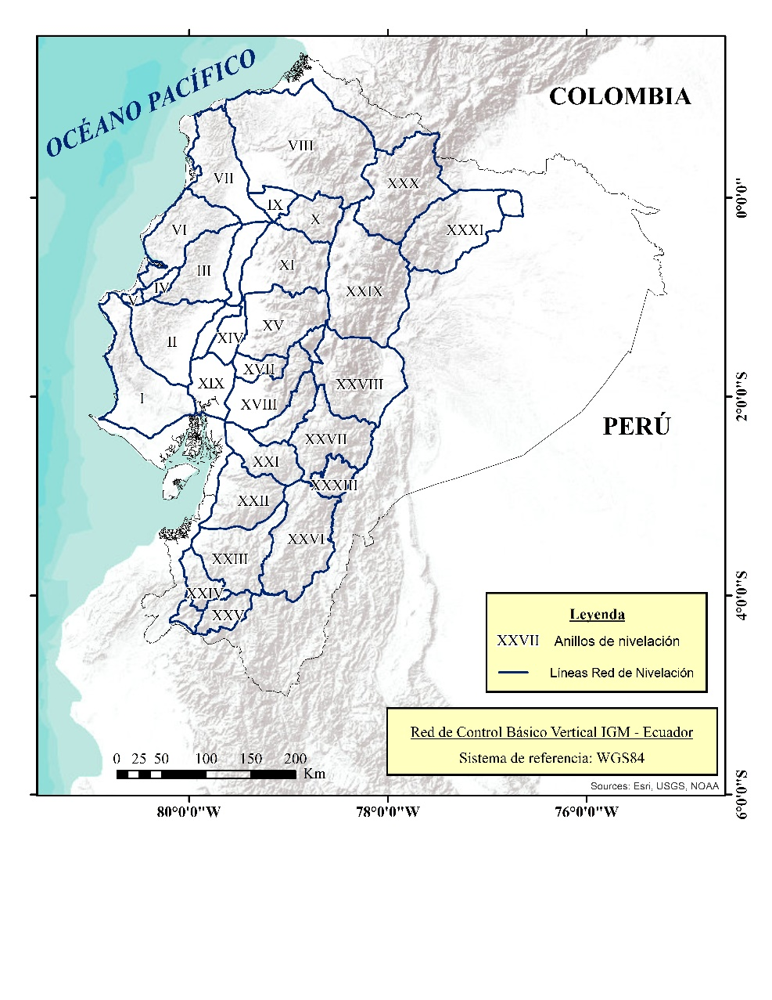 OCÉANO PACÍFICO
COLOMBIA
VIII
VII
XXX
IX
X
XXXI
VI
XI
III
IV
V
XXIX
XV
II
XIV
XVII
XIX
XXVIII
I
XVIII
PERÚ
XXVII
XXI
XXXIII
XXII
XXVI
XXIII
XXIV
XXV
0°0'0"
2°0'0"S
4°0'0"S
6°0'0"S
Leyenda
XXVII Anillos de nivelación
Líneas Red de Nivelación
Red de Control Básico Vertical IGM - Ecuador
Sistema de referencia: WGS84
0 25 50 100 150 200
Km
Sources: Esri, USGS, NOAA
80°0'0"W 78°0'0"W 76°0'0"W